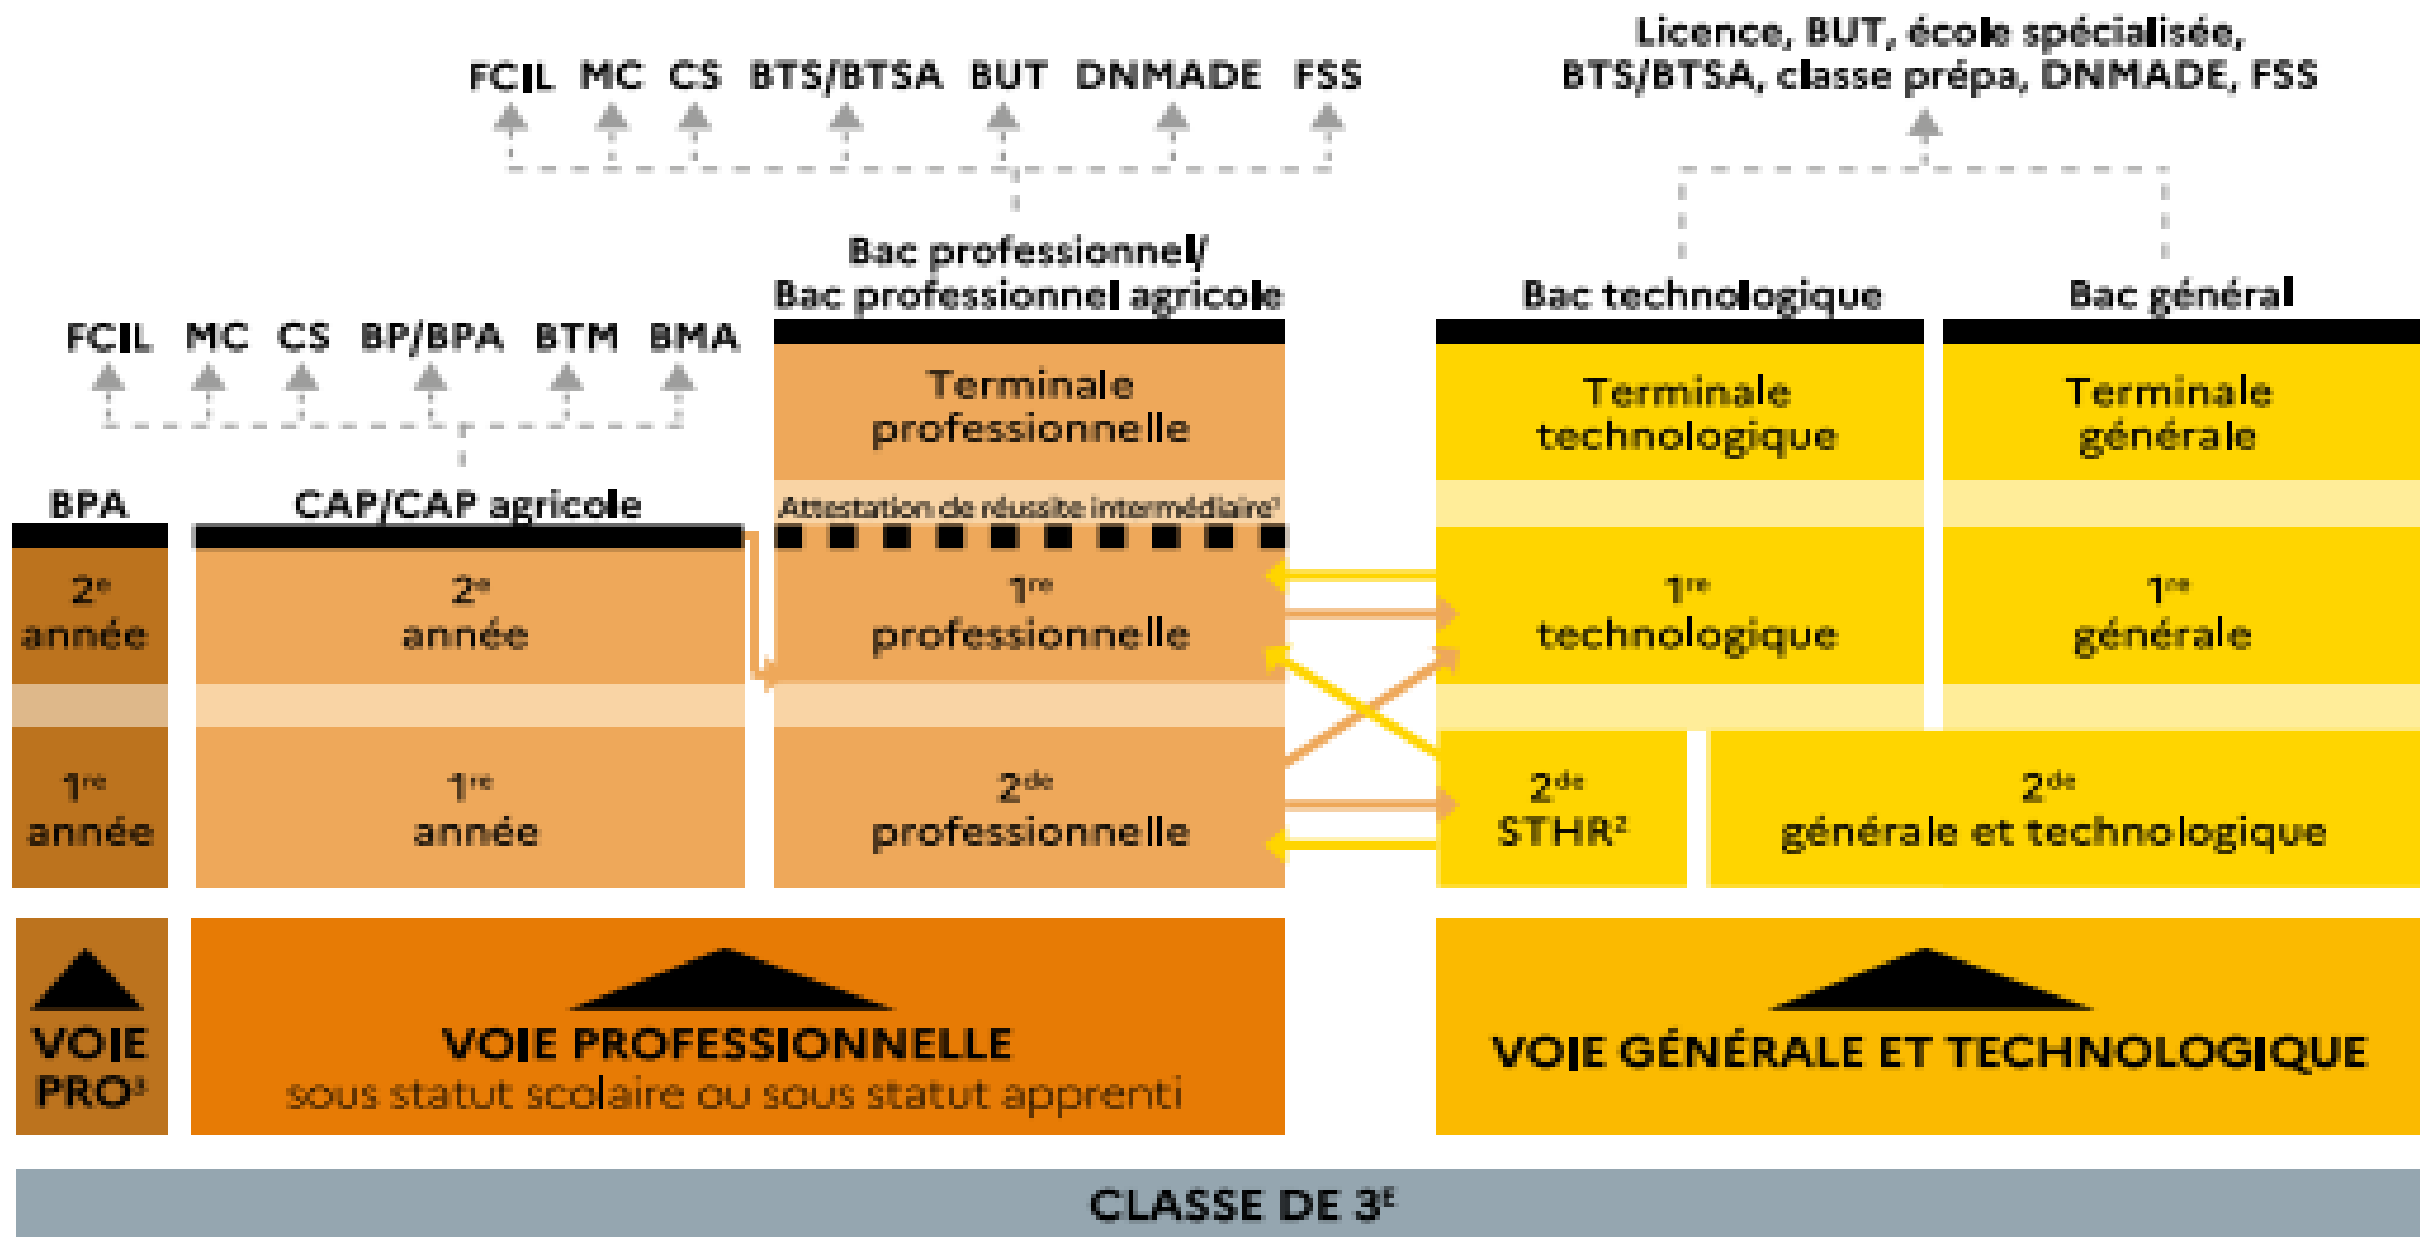 Licence, BUT, école spécialisée,
BTS/BTSA, classe prépa, DNMADE, FSS
FCIL MC CS BTS/BTSA BUT DNMADE FSS
Bac professionnel/
Bac professionnel agricole
Bac technologique
Bac général
FCIL MC CS BP/BPA BTM BMA
Terminale
professionnelle
Terminale
technologique
Terminale
générale
BPA
CAP/CAP agricole
Attestation de réussite intermédiaire¹
2ᵉ
année
2ᵉ
année
1ʳᵉ
professionnelle
1ʳᵉ
technologique
1ʳᵉ
générale
1ʳᵉ
année
1ʳᵉ
année
2ᵈᵉ
professionnelle
2ᵈᵉ
STHR²
2ᵈᵉ
générale et technologique
VOIE
PRO³
VOIE PROFESSIONNELLE
sous statut scolaire ou sous statut apprenti
VOIE GÉNÉRALE ET TECHNOLOGIQUE
CLASSE DE 3ᴱ